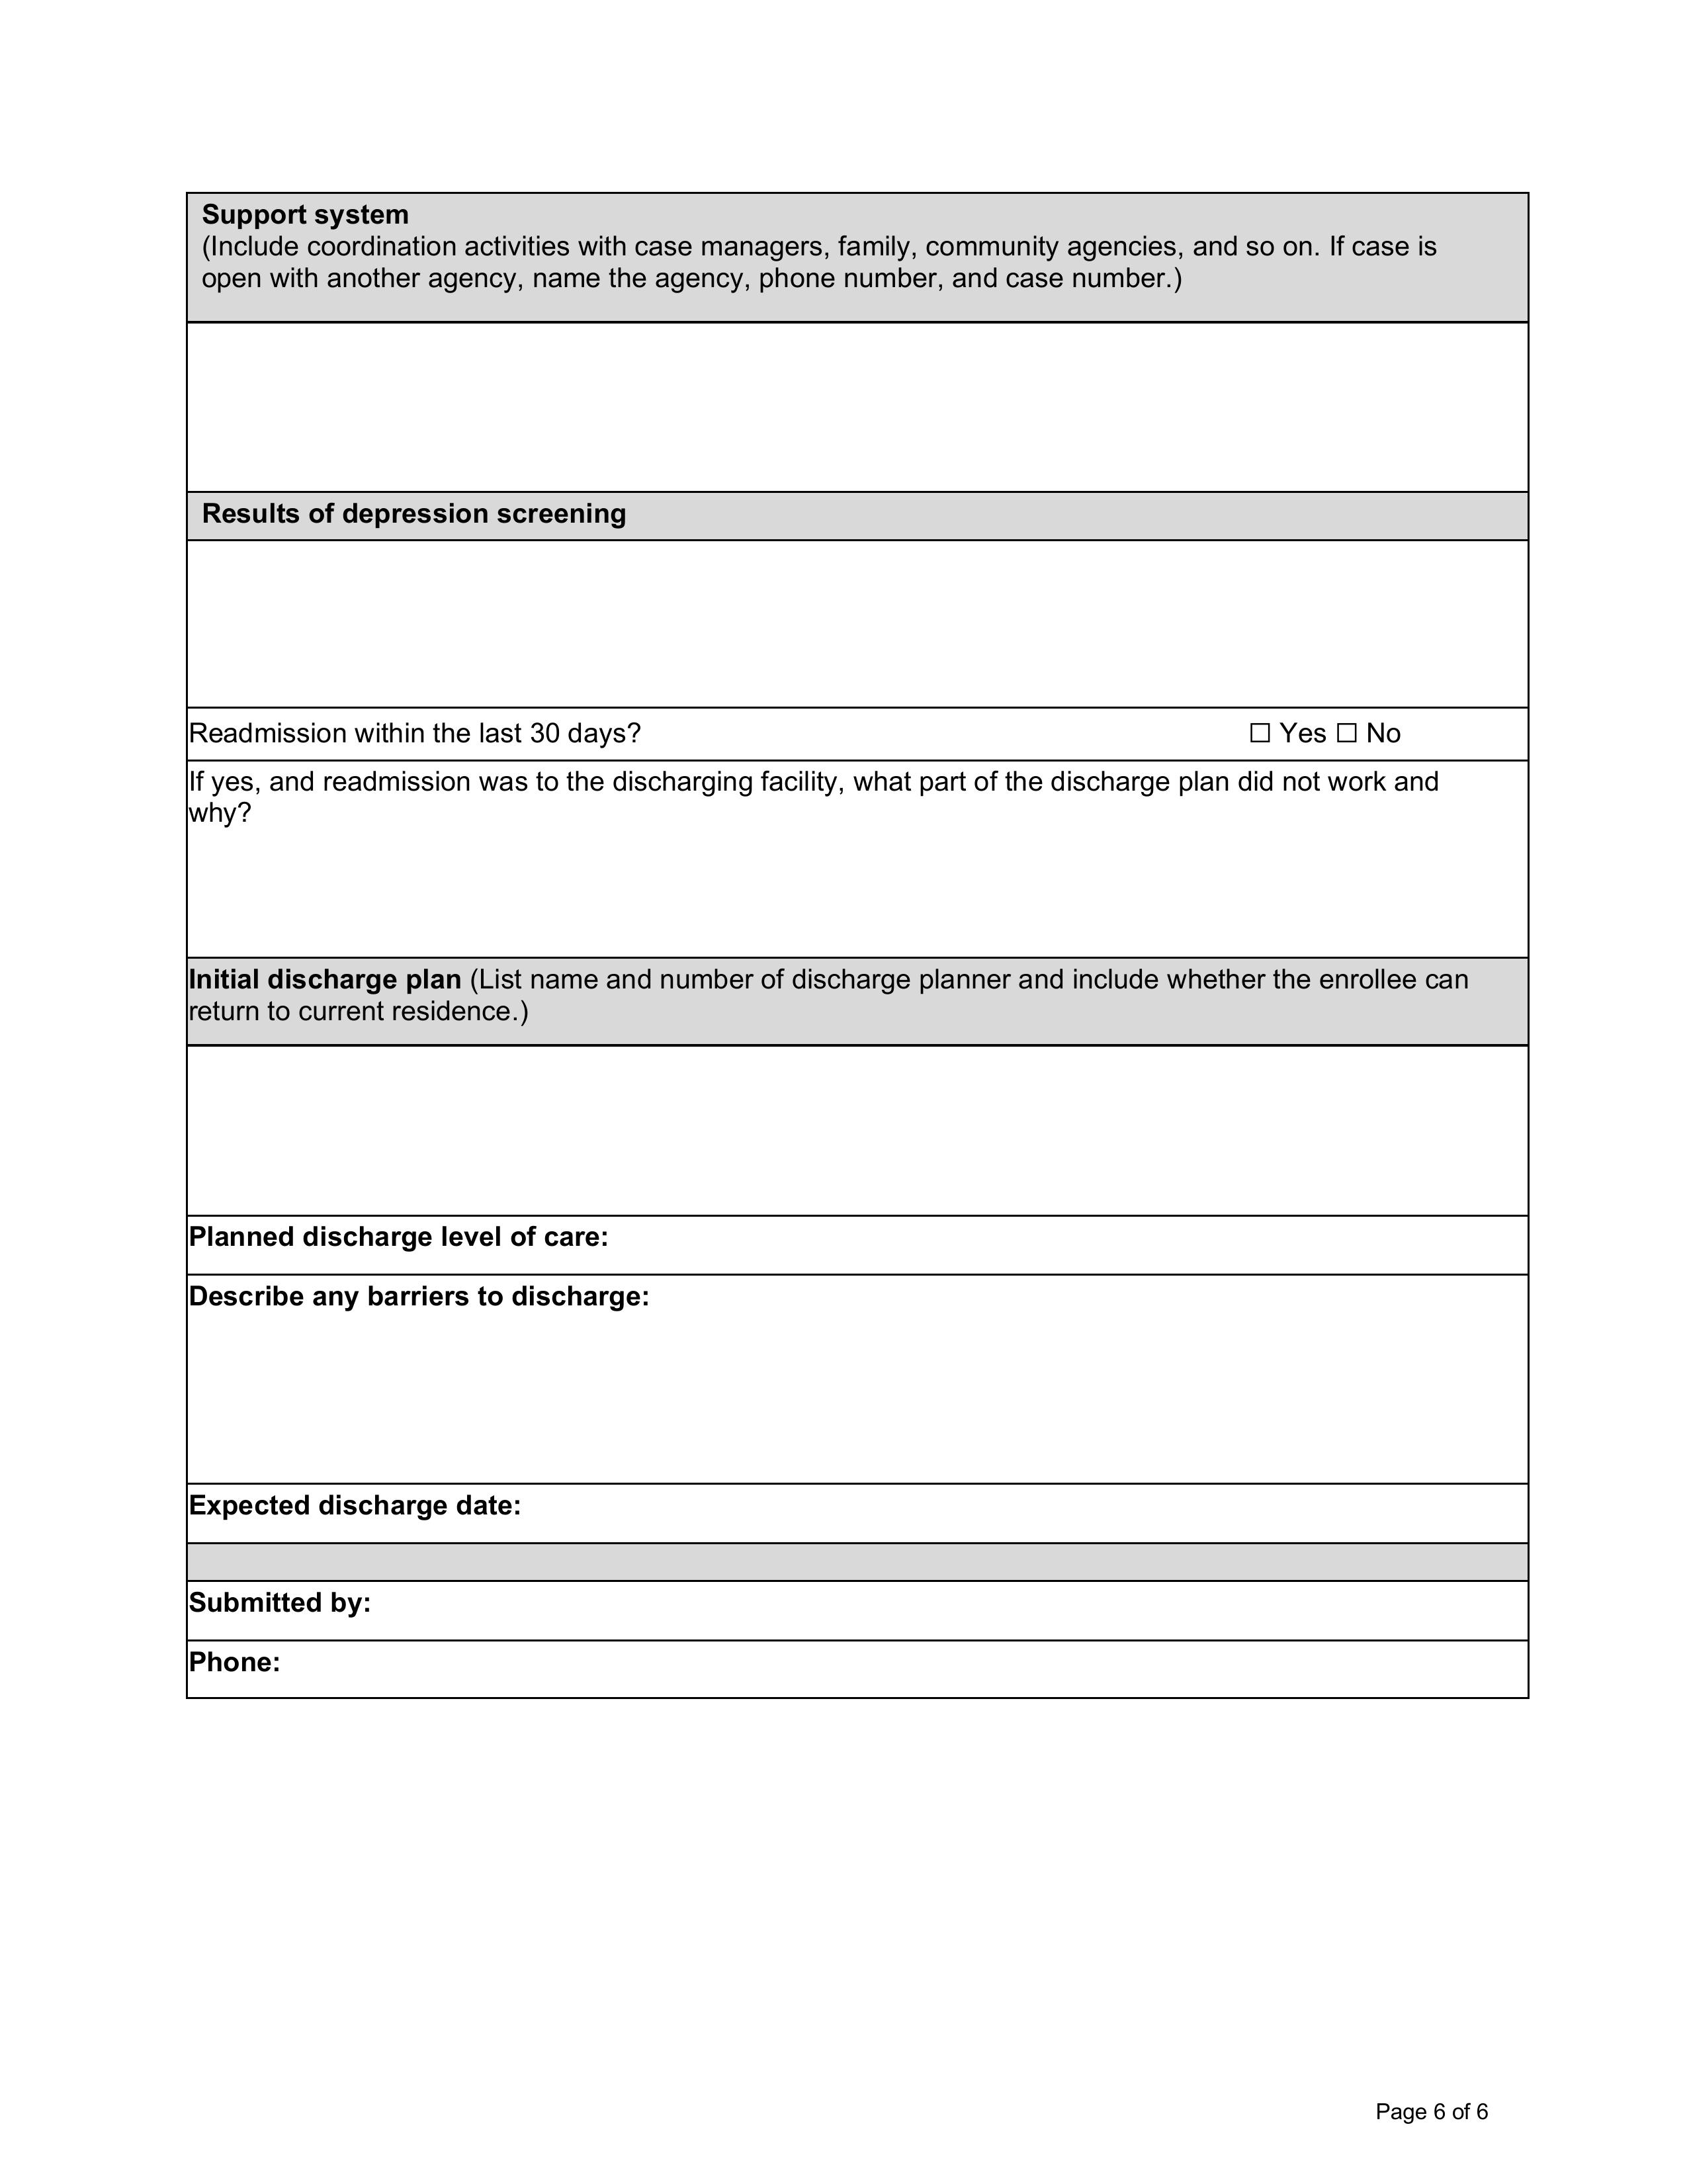 Support system
(Include coordination activities with case managers, family, community agencies, and so on. If case is
open with another agency, name the agency, phone number, and case number.)
Results of depression screening
Readmission within the last 30 days? ☐ Yes ☐ No
If yes, and readmission was to the discharging facility, what part of the discharge plan did not work and
why?
Initial discharge plan (List name and number of discharge planner and include whether the enrollee can
return to current residence.)
Planned discharge level of care:
Describe any barriers to discharge:
Expected discharge date:
Submitted by:
Phone:
Page 6 of 6